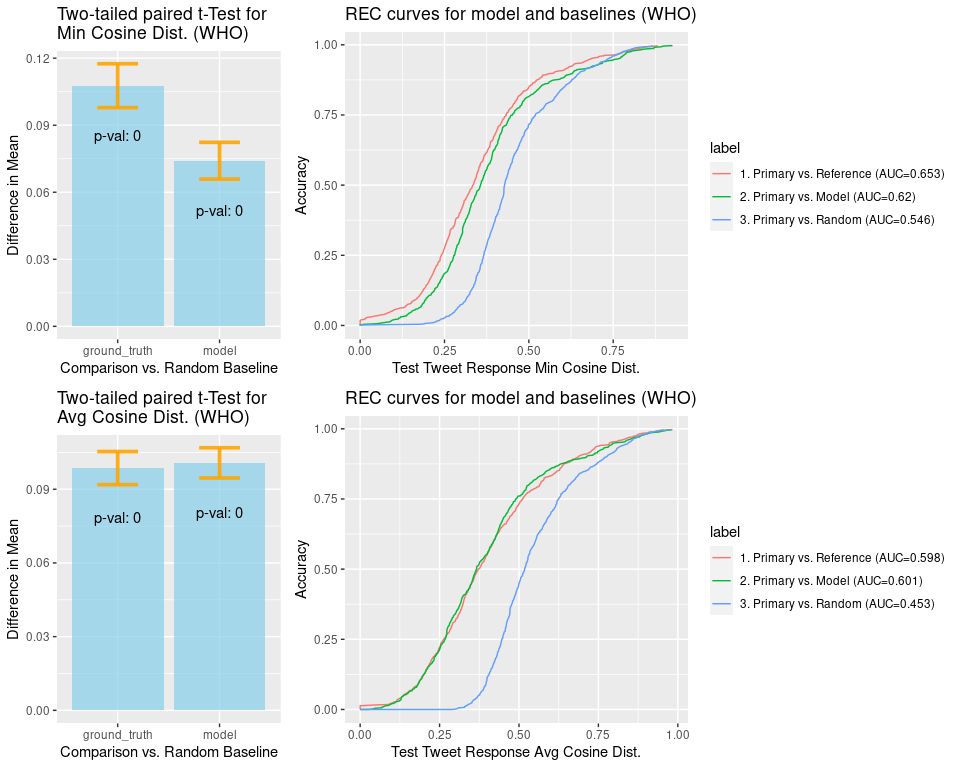 Two-tailed paired t-Test for
Min Cosine Dist. (WHO)
0.12
0.09
0.06
0.03
0.00
Difference in Mean
p-val: 0
p-val: 0
ground_truth
model
Comparison vs. Random Baseline
REC curves for model and baselines (WHO)
1.00
0.75
0.50
0.25
0.00
Accuracy
0.00
0.25
0.50
0.75
Test Tweet Response Min Cosine Dist.
label
1. Primary vs. Reference (AUC=0.653)
2. Primary vs. Model (AUC=0.62)
3. Primary vs. Random (AUC=0.546)
Two-tailed paired t-Test for
Avg Cosine Dist. (WHO)
0.09
0.06
0.03
0.00
Difference in Mean
p-val: 0
p-val: 0
ground_truth
model
Comparison vs. Random Baseline
REC curves for model and baselines (WHO)
1.00
0.75
0.50
0.25
0.00
Accuracy
0.00
0.25
0.50
0.75
1.00
Test Tweet Response Avg Cosine Dist.
label
1. Primary vs. Reference (AUC=0.598)
2. Primary vs. Model (AUC=0.601)
3. Primary vs. Random (AUC=0.453)